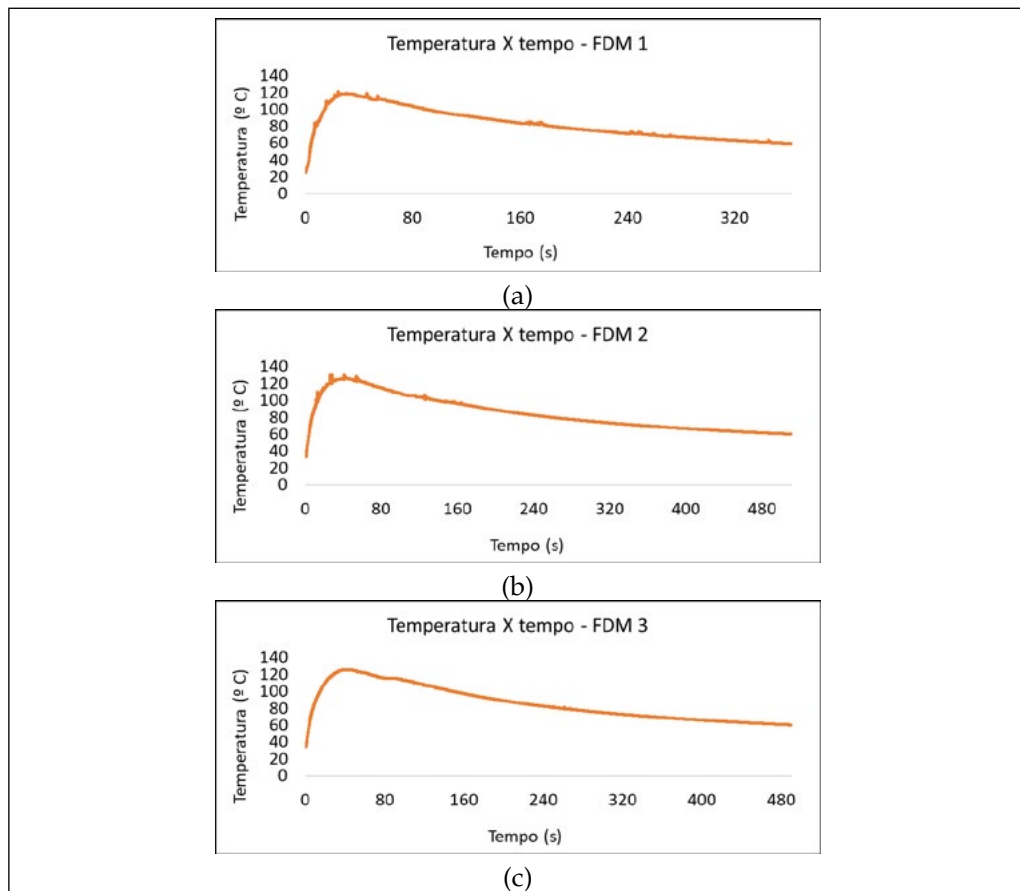 Temperatura X tempo - FDM 1
Temperatura (º C)
140
120
100
80
60
40
20
0
0 80 160 240 320
Tempo (s)
(a)
Temperatura X tempo - FDM 2
Temperatura (º C)
140
120
100
80
60
40
20
0
0 80 160 240 320 400 480
Tempo (s)
(b)
Temperatura X tempo - FDM 3
Temperatura (º C)
140
120
100
80
60
40
20
0
0 80 160 240 320 400 480
Tempo (s)
(c)